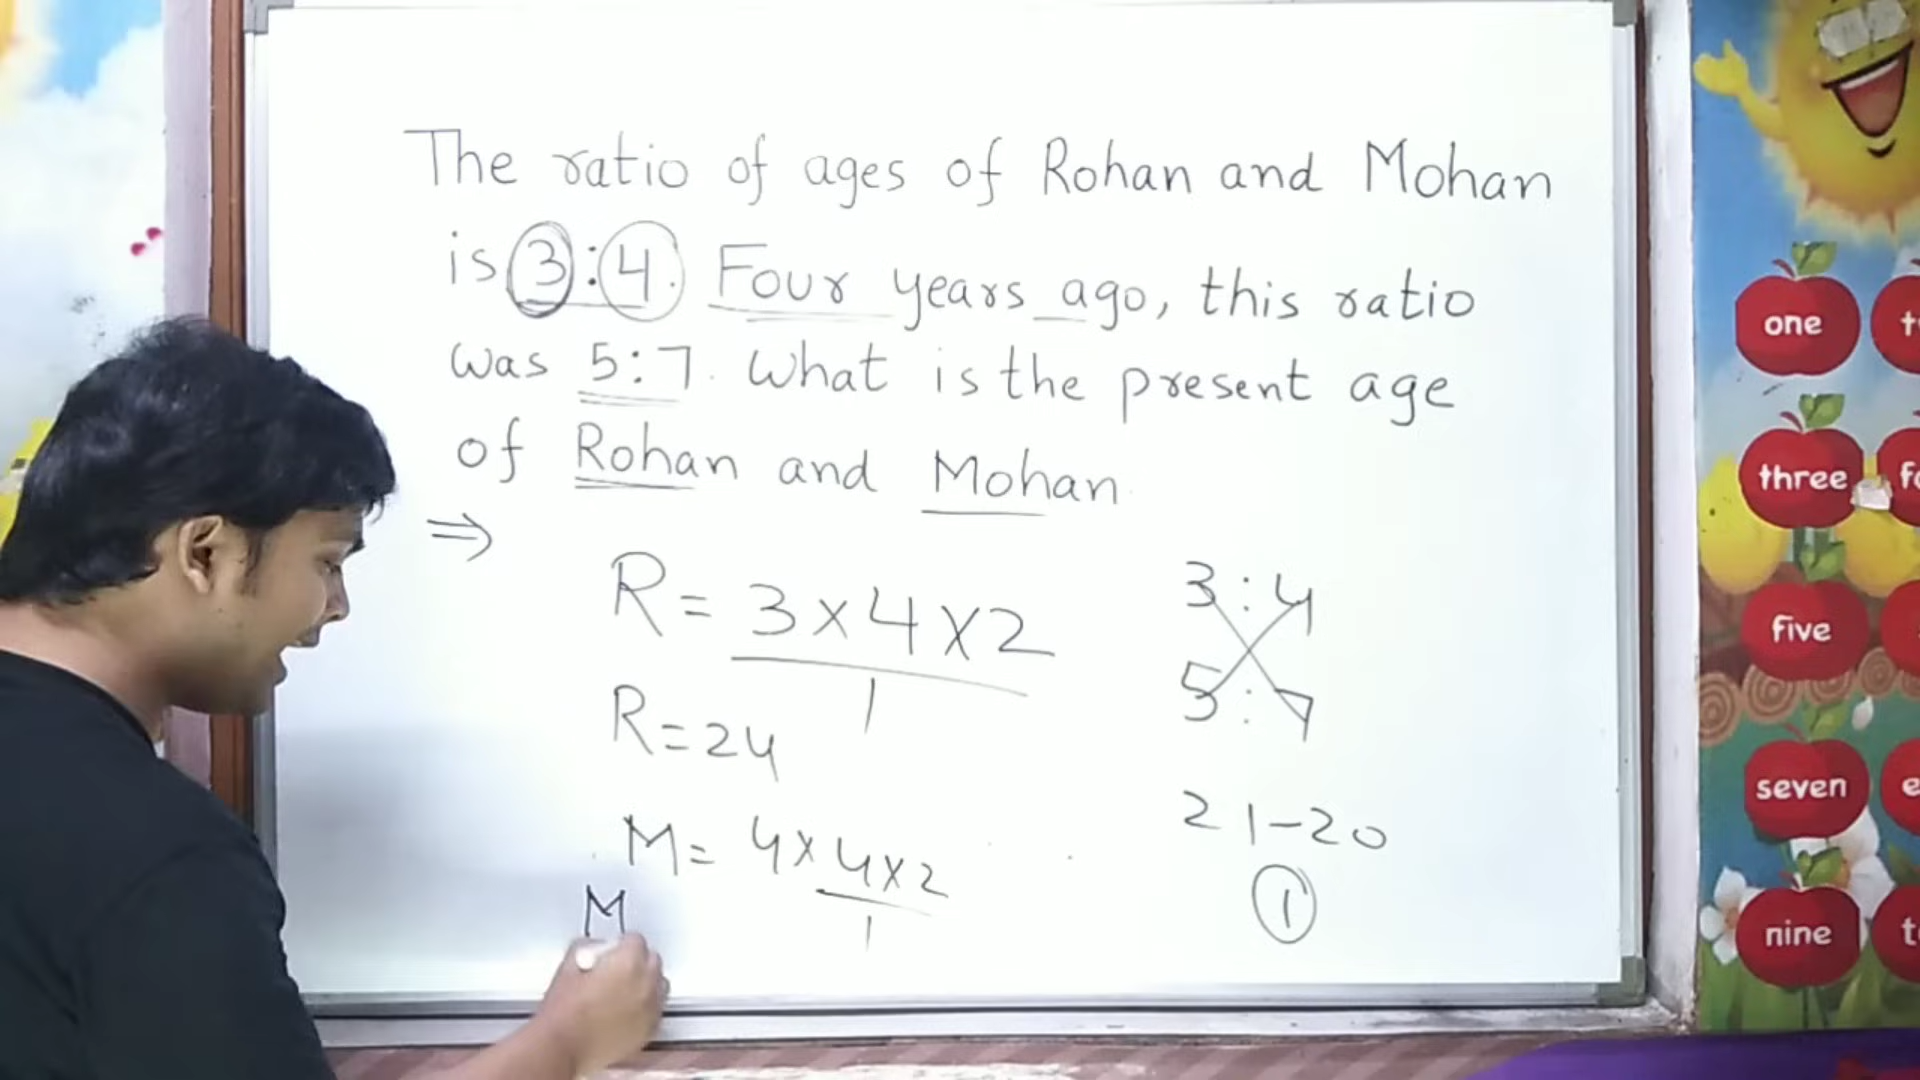 The ratio of ages of Rohan and Mohan
is 3:4. Four years ago, this ratio
was 5:7. What is the present age
of Rohan and Mohan
⇒
R = 3×4×2
1
R=24
M= 4×4×2
1
M
3:4
5:7
21-20
1
one
three
five
seven
nine